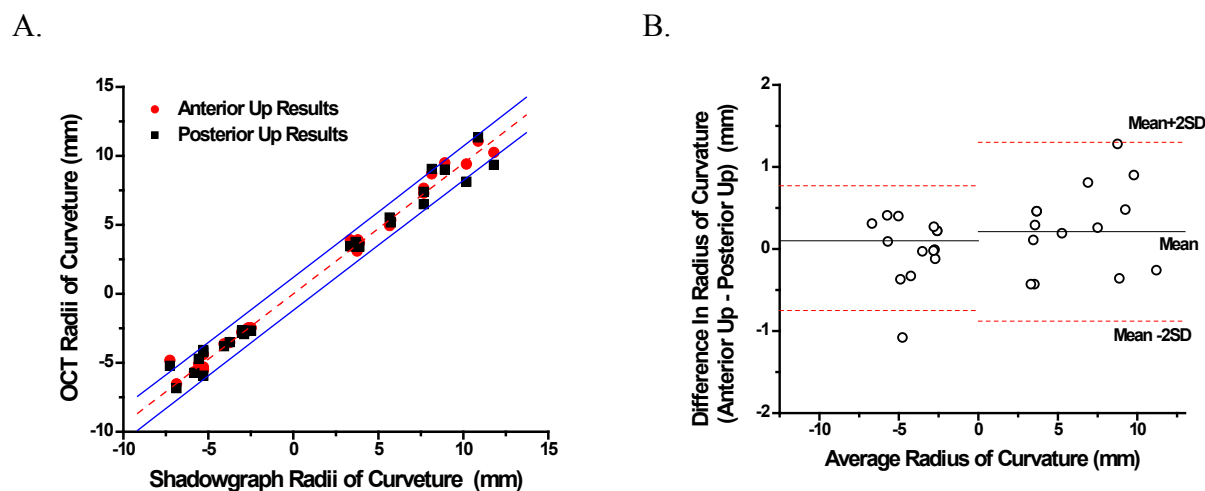 A.
B.
15
10
5
0
-5
-10
-10
-5
0
5
10
15
OCT Radii of Curveture (mm)
Shadowgraph Radii of Curveture (mm)
Anterior Up Results
Posterior Up Results
2
1
0
-1
-2
-10
-5
0
5
10
Difference In Radius of Curvature
(Anterior Up - Posterior Up) (mm)
Average Radius of Curvature (mm)
Mean+2SD
Mean
Mean -2SD